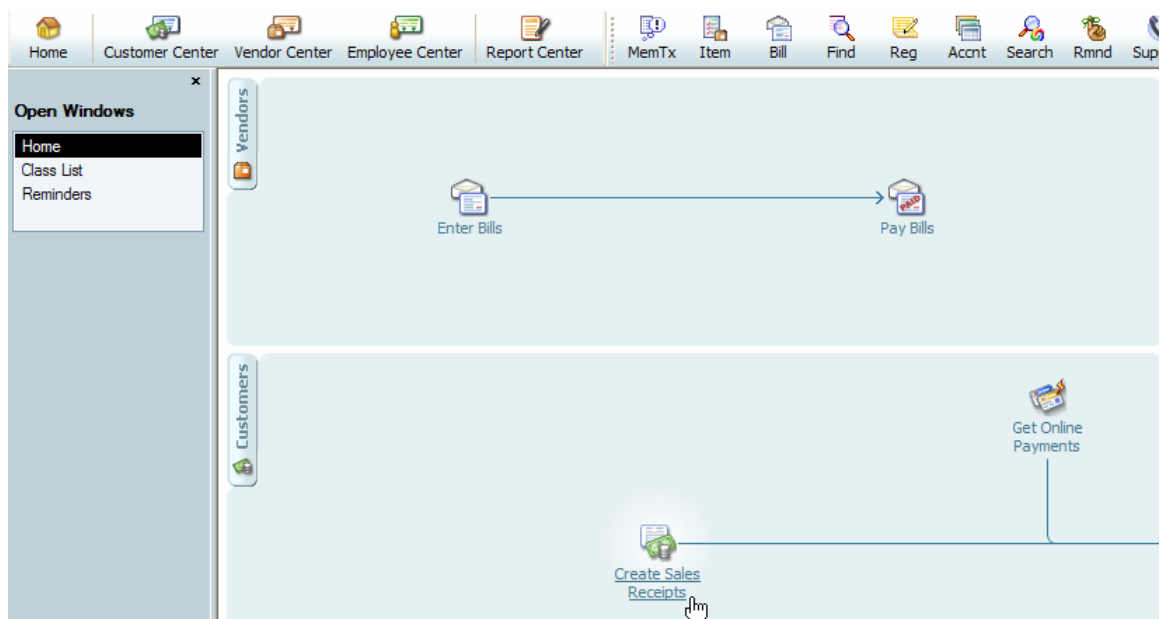 Home Customer Center Vendor Center Employee Center Report Center MemTx Item Bill Find Reg Accnt Search Rmnd
Open Windows
Home
Class List
Reminders
Vendors
Enter Bills
PAID
Pay Bills
Customers
Get Online
Payments
Create Sales
Receipts